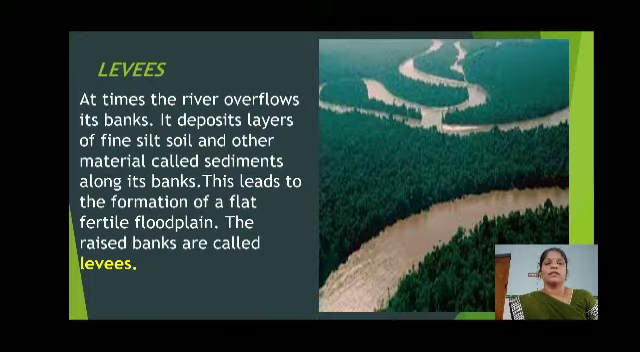 LEVEES
At times the river overflows
its banks. It deposits layers
of fine silt soil and other
material called sediments
along its banks.This leads to
the formation of a flat
fertile floodplain. The
raised banks are called
levees.